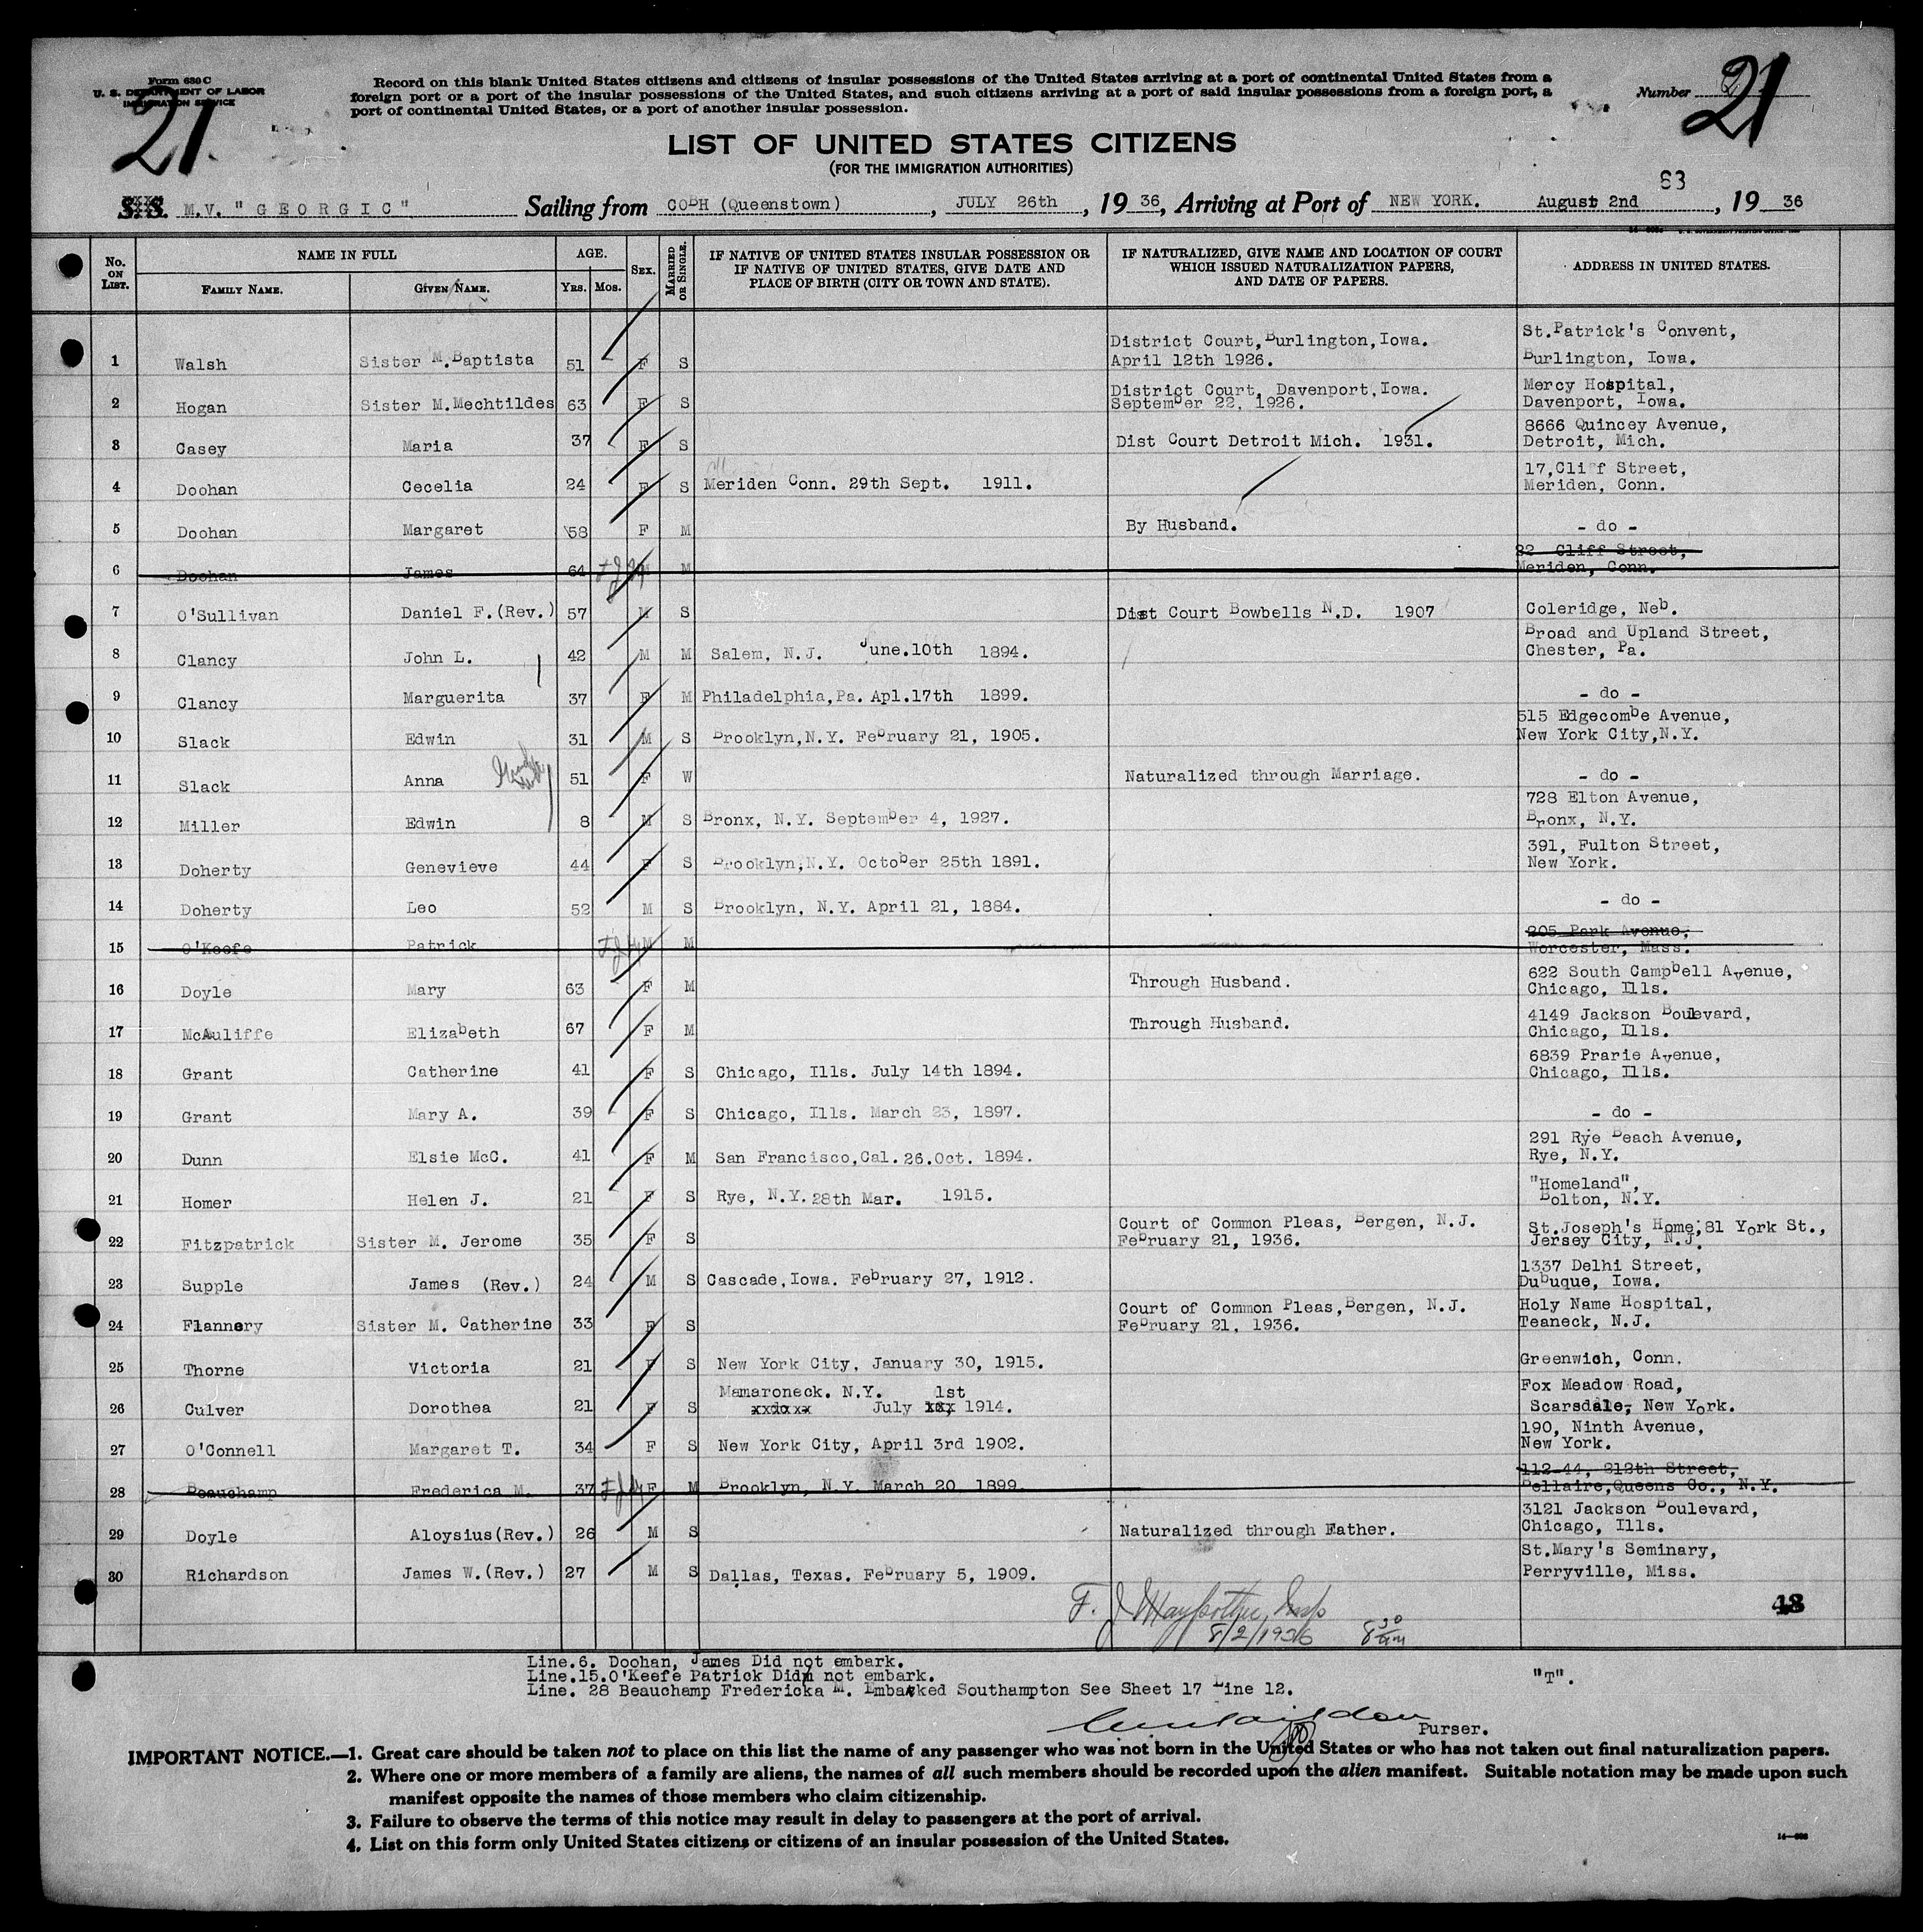 Form 630 C
U. S. DEPARTMENT OF LABOR
IMMIGRATION SERVICE
21
Record on this blank United States citizens and citizens of insular possessions of the United States arriving at a port of continental United States from a
foreign port or a port of the insular possessions of the United States, and such citizens arriving at a port of said insular possessions from a foreign port, a
port of continental United States, or a port of another insular possession.
Number 21
LIST OF UNITED STATES CITIZENS
(FOR THE IMMIGRATION AUTHORITIES)
63
S.S. M.V. "GEORGIC" Sailing from COBH (Queenstown), JULY 26th, 19 36, Arriving at Port of NEW YORK. August 2nd, 19 36
No. ON LIST.
NAME IN FULL
FAMILY NAME. GIVEN NAME.
AGE.
YRS. MOS.
SEX.
MARRIED OR SINGLE.
IF NATIVE OF UNITED STATES INSULAR POSSESSION OR
IF NATIVE OF UNITED STATES, GIVE DATE AND
PLACE OF BIRTH (CITY OR TOWN AND STATE).
IF NATURALIZED, GIVE NAME AND LOCATION OF COURT
WHICH ISSUED NATURALIZATION PAPERS,
AND DATE OF PAPERS.
ADDRESS IN UNITED STATES.
1 Walsh Sister M. Baptista 51 F S District Court, Burlington, Iowa. April 12th 1926. St.Patrick's Convent, Burlington, Iowa.
2 Hogan Sister M. Mechtildes 63 F S District Court, Davenport, Iowa. September 22, 1926. Mercy Hospital, Davenport, Iowa.
3 Casey Maria 37 F S Dist Court Detroit Mich. 1931. 8666 Quincey Avenue, Detroit, Mich.
4 Doohan Cecelia 24 F S Meriden Conn. 29th Sept. 1911. 17, Cliff Street, Meriden, Conn.
5 Doohan Margaret 58 F M By Husband. - do -
6 Doohan James 64 M M 22 Cliff Street, Meriden, Conn.
7 O'Sullivan Daniel F. (Rev.) 57 M S Dist Court Bowbells N.D. 1907 Coleridge, Neb.
8 Clancy John L. 42 M M Salem, N.J. June.10th 1894. Broad and Upland Street, Chester, Pa.
9 Clancy Marguerita 37 F M Philadelphia, Pa. Apl.17th 1899. - do -
10 Slack Edwin 31 M S Brooklyn, N.Y. February 21, 1905. 515 Edgecombe Avenue, New York City, N.Y.
11 Slack Anna 51 F W Naturalized through Marriage. - do -
12 Miller Edwin 8 M S Bronx, N.Y. September 4, 1927. 728 Elton Avenue, Bronx, N.Y.
13 Doherty Genevieve 44 F S Brooklyn, N.Y. October 25th 1891. 391, Fulton Street, New York.
14 Doherty Leo 52 M S Brooklyn, N.Y. April 21, 1884. - do -
15 O'Keefe Patrick M M 205 Park Avenue, Worcester, Mass.
16 Doyle Mary 63 F M Through Husband. 622 South Campbell Avenue, Chicago, Ills.
17 McAuliffe Elizabeth 67 F M Through Husband. 4149 Jackson Boulevard, Chicago, Ills.
18 Grant Catherine 41 F S Chicago, Ills. July 14th 1894. 6839 Prarie Avenue, Chicago, Ills.
19 Grant Mary A. 39 F S Chicago, Ills. March 23, 1897. - do -
20 Dunn Elsie McC. 41 F M San Francisco, Cal. 26.Oct. 1894. 291 Rye Beach Avenue, Rye, N.Y.
21 Homer Helen J. 21 F S Rye, N.Y. 28th Mar. 1915. "Homeland", Bolton, N.Y.
22 Fitzpatrick Sister M. Jerome 35 F S Court of Common Pleas, Bergen, N.J. February 21, 1936. St.Joseph's Home, 81 York St., Jersey City, N.J.
23 Supple James (Rev.) 24 M S Cascade, Iowa. February 27, 1912. 1337 Delhi Street, Dubuque, Iowa.
24 Flannery Sister M. Catherine 33 F S Court of Common Pleas, Bergen, N.J. February 21, 1936. Holy Name Hospital, Teaneck, N.J.
25 Thorne Victoria 21 F S New York City, January 30, 1915. Greenwich, Conn.
26 Culver Dorothea 21 F S Mamaroneck. N.Y. July 1st 1914. Fox Meadow Road, Scarsdale, New York.
27 O'Connell Margaret T. 34 F S New York City, April 3rd 1902. 190, Ninth Avenue, New York.
28 Beauchamp Frederica M. 37 F M Brooklyn, N.Y. March 20 1899. 112-44, 212th Street, Bellaire, Queens Co., N.Y.
29 Doyle Aloysius (Rev.) 26 M S Naturalized through Father. 3121 Jackson Boulevard, Chicago, Ills.
30 Richardson James W. (Rev.) 27 M S Dallas, Texas. February 5, 1909. St.Mary's Seminary, Perryville, Miss.
8/2/1936 8 30 am
Line.6. Doohan, James Did not embark.
Line.15.O'Keefe Patrick Did not embark.
Line. 28 Beauchamp Fredericka M. Embarked Southampton See Sheet 17 Line 12.
"T".
Purser.
IMPORTANT NOTICE.—1. Great care should be taken not to place on this list the name of any passenger who was not born in the United States or who has not taken out final naturalization papers.
2. Where one or more members of a family are aliens, the names of all such members should be recorded upon the alien manifest. Suitable notation may be made upon such
manifest opposite the names of those members who claim citizenship.
3. Failure to observe the terms of this notice may result in delay to passengers at the port of arrival.
4. List on this form only United States citizens or citizens of an insular possession of the United States.